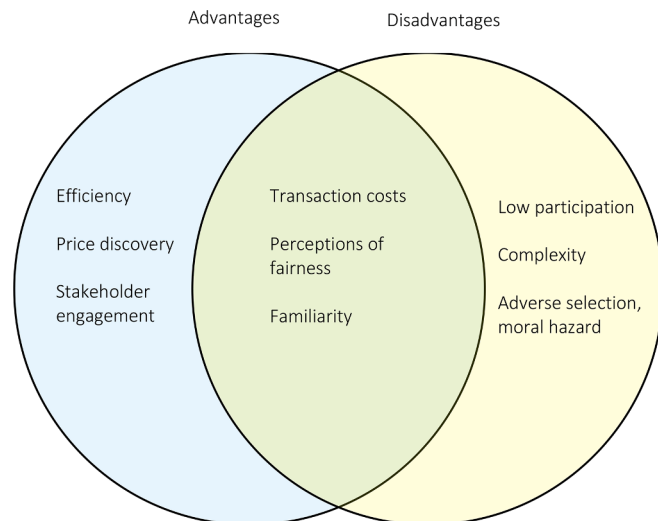 Advantages
Disadvantages
Efficiency
Price discovery
Stakeholder
engagement
Transaction costs
Perceptions of
fairness
Familiarity
Low participation
Complexity
Adverse selection,
moral hazard